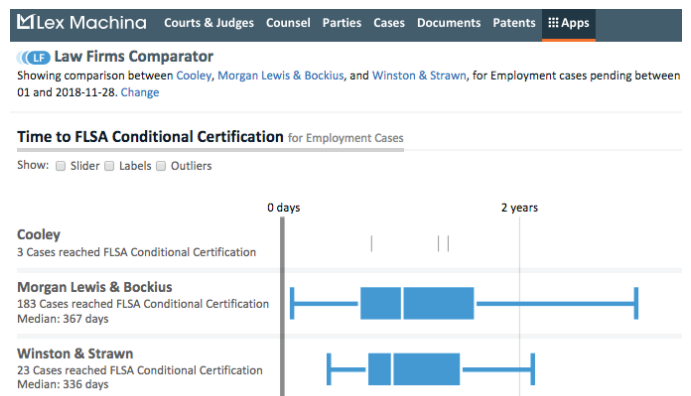 Lex Machina Courts & Judges Counsel Parties Cases Documents Patents Apps
LF Law Firms Comparator
Showing comparison between Cooley, Morgan Lewis & Bockius, and Winston & Strawn, for Employment cases pending between
01 and 2018-11-28. Change
Time to FLSA Conditional Certification for Employment Cases
Show: Slider Labels Outliers
0 days 2 years
Cooley
3 Cases reached FLSA Conditional Certification
Morgan Lewis & Bockius
183 Cases reached FLSA Conditional Certification
Median: 367 days
Winston & Strawn
23 Cases reached FLSA Conditional Certification
Median: 336 days